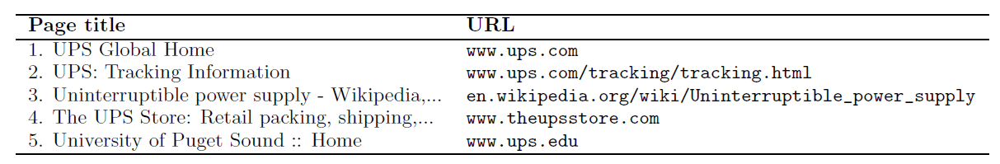 Page title URL
1. UPS Global Home www.ups.com
2. UPS: Tracking Information www.ups.com/tracking/tracking.html
3. Uninterruptible power supply - Wikipedia,... en.wikipedia.org/wiki/Uninterruptible_power_supply
4. The UPS Store: Retail packing, shipping,... www.theupsstore.com
5. University of Puget Sound :: Home www.ups.edu